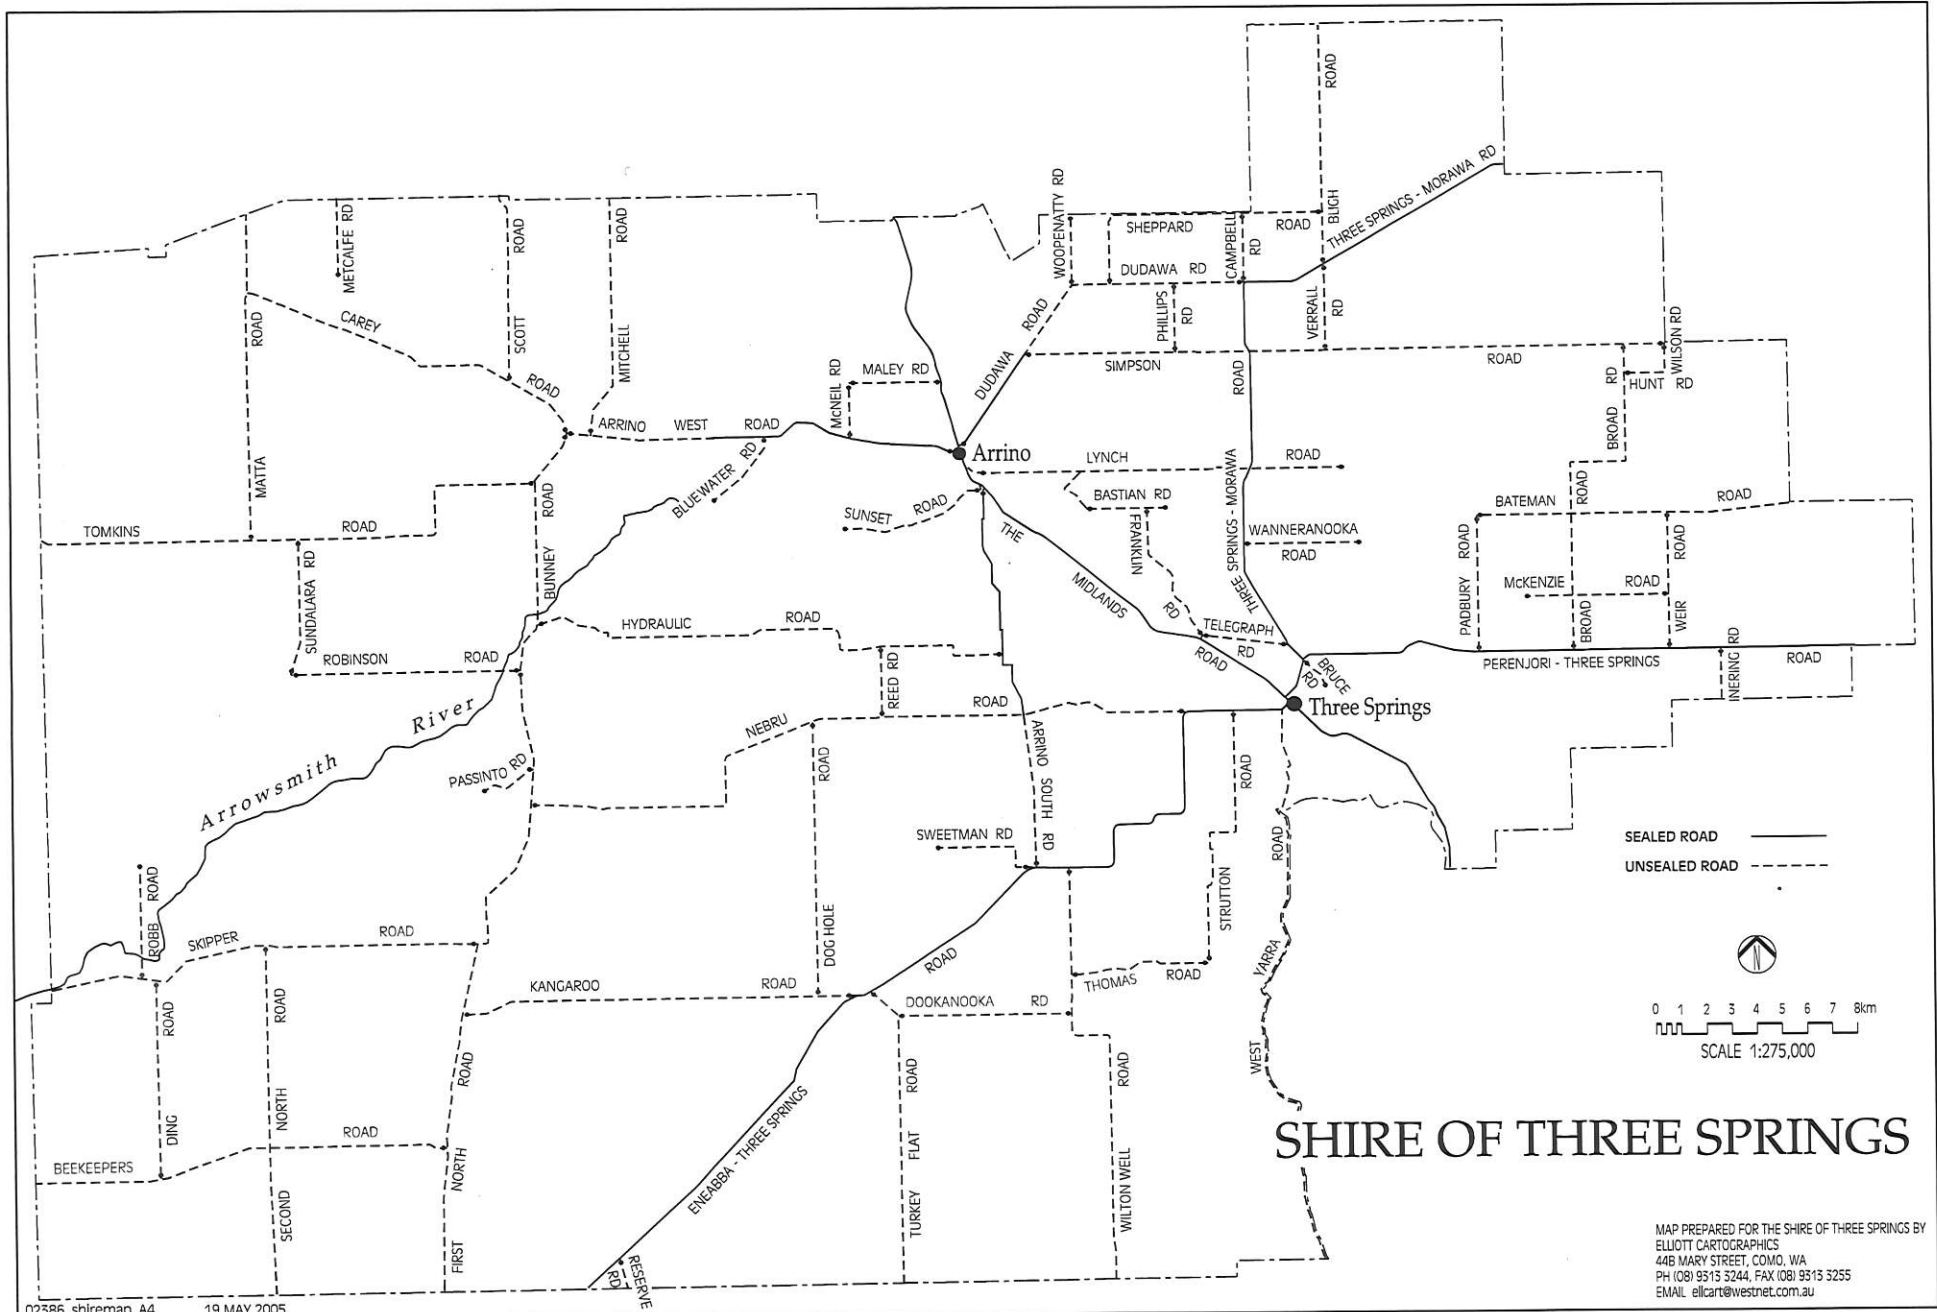 ROAD
THREE SPRINGS - MORAWA RD
BLIGH
WOOPENATTY RD
SHEPPARD
ROAD
CAMPBELL
RD
METCALFE RD
ROAD
SCOTT
ROAD
MITCHELL
ROAD
MATTA
CAREY
ROAD
DUDAWA RD
DUDAWA
ROAD
PHILLIPS
RD
VERRALL
RD
WILSON RD
SIMPSON
ROAD
HUNT RD
RD
BROAD
ROAD
McNEIL RD
MALEY RD
ARRINO WEST ROAD
Arrino
LYNCH ROAD
BLUEWATER RD
SUNSET ROAD
BASTIAN RD
FRANKLIN
RD
ROAD
THREE SPRINGS - MORAWA
THREE
WANNERANOOKA
ROAD
BATEMAN ROAD
TOMKINS ROAD
SUNDALARA RD
ROAD
BUNNEY
THE
MIDLANDS
ROAD
PADBURY ROAD
McKENZIE ROAD
BROAD
ROAD
WEIR
TELEGRAPH
RD
HYDRAULIC ROAD
ROBINSON ROAD
REED RD
BRUCE
RD
PERENJORI - THREE SPRINGS ROAD
INERING RD
Three Springs
Arrowsmith River
NEBRU ROAD
PASSINTO RD
ROAD
DOG HOLE
ARRINO SOUTH RD
SWEETMAN RD
ROAD
STRUTTON
ROAD
YARRA
WEST
SEALED ROAD
UNSEALED ROAD
ROAD
ROBB
SKIPPER ROAD
KANGAROO ROAD
ROAD
ENEABBA - THREE SPRINGS
DOOKANOOKA RD
THOMAS ROAD
ROAD
DING
ROAD
NORTH
SECOND
ROAD
NORTH
FIRST
BEEKEEPERS ROAD
ROAD
FLAT
TURKEY
ROAD
WILTON WELL
RESERVE
RD
N
0 1 2 3 4 5 6 7 8km
SCALE 1:275,000
SHIRE OF THREE SPRINGS
MAP PREPARED FOR THE SHIRE OF THREE SPRINGS BY
ELLIOTT CARTOGRAPHICS
44B MARY STREET, COMO, WA
PH (08) 9313 3244, FAX (08) 9313 3255
EMAIL ellcart@westnet.com.au
02386 shiremap A4 19 MAY 2005